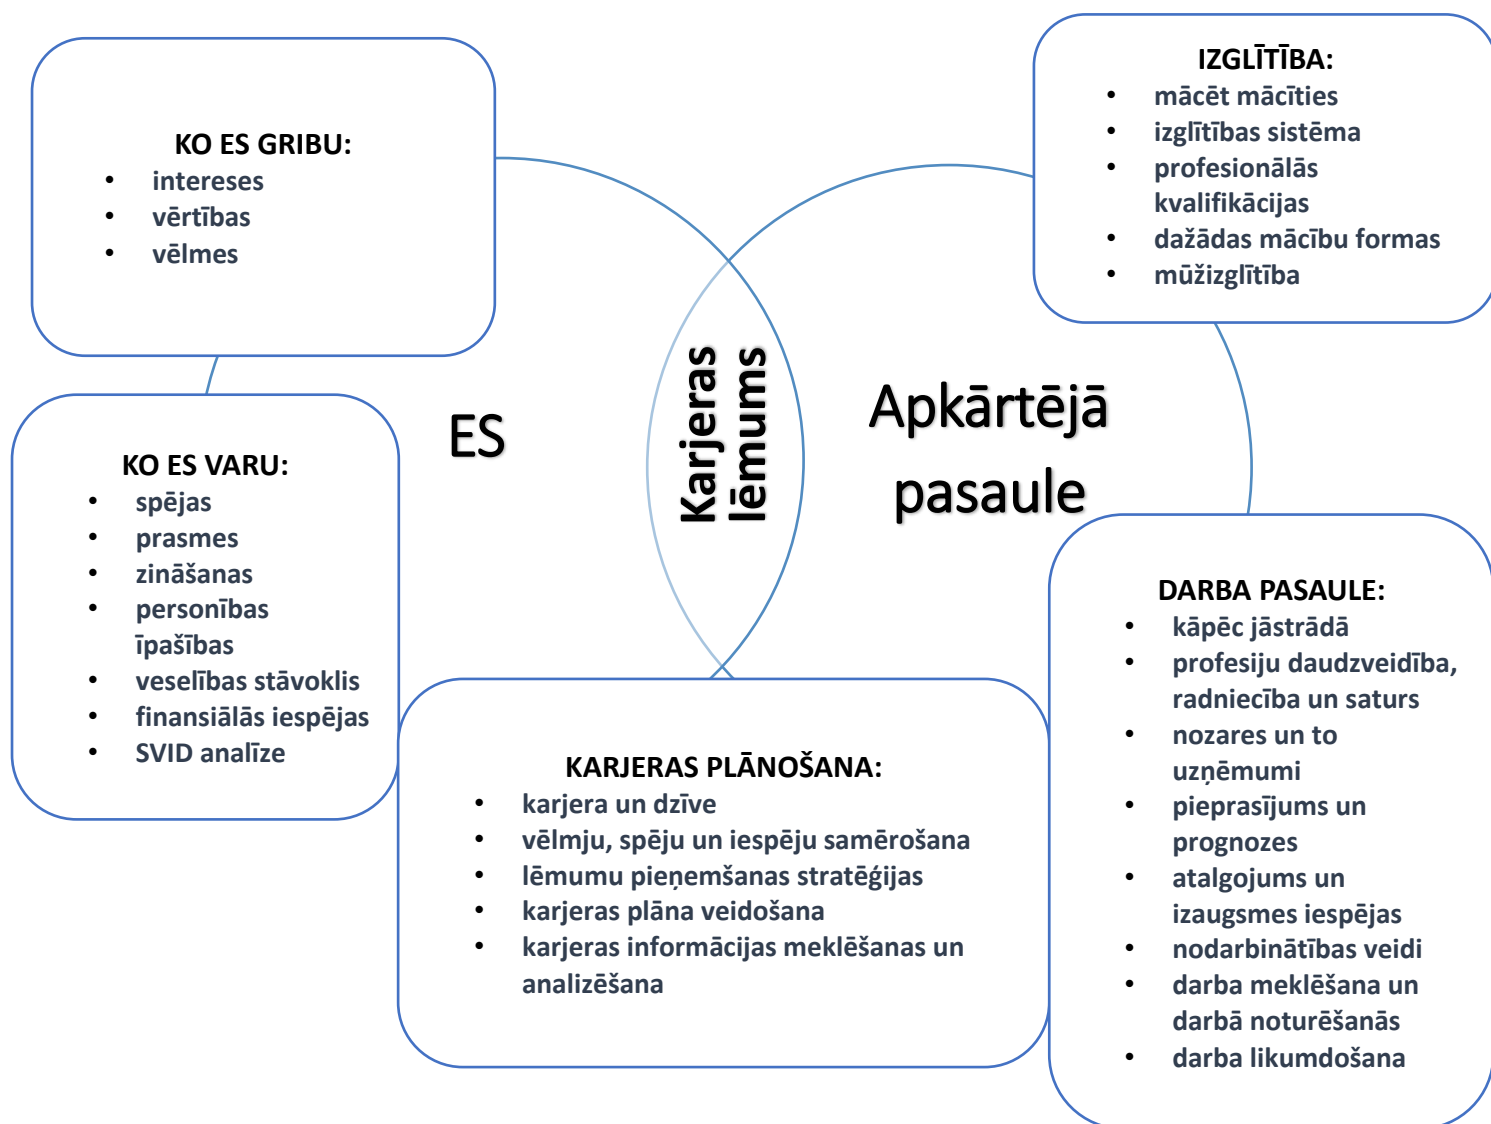 KO ES GRIBU:
• intereses
• vērtības
• vēlmes
KO ES VARU:
• spējas
• prasmes
• zināšanas
• personības
īpašības
• veselības stāvoklis
• finansiālās iespējas
• SVID analīze
ES
Karjeras
lēmums
Apkārtējā
pasaule
IZGLĪTĪBA:
• mācēt mācīties
• izglītības sistēma
• profesionālās
kvalifikācijas
• dažādas mācību formas
• mūžizglītība
KARJERAS PLĀNOŠANA:
• karjera un dzīve
• vēlmju, spēju un iespēju samērošana
• lēmumu pieņemšanas stratēģijas
• karjeras plāna veidošana
• karjeras informācijas meklēšanas un
analizēšana
DARBA PASAULE:
• kāpēc jāstrādā
• profesiju daudzveidība,
radniecība un saturs
• nozares un to
uzņēmumi
• pieprasījums un
prognozes
• atalgojums un
izaugsmes iespējas
• nodarbinātības veidi
• darba meklēšana un
darbā noturēšanās
• darba likumdošana